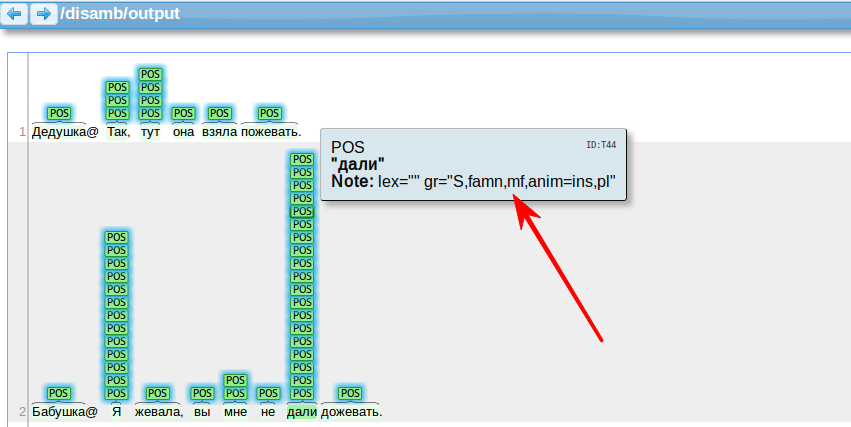 /disamb/output
POS
POS POS
POS POS
POS POS POS POS POS POS
1 Дедушка@ Так, тут она взяла пожевать.
POS ID:T44
"дали"
Note: lex="" gr="S,famn,mf,anim=ins,pl"
POS
POS
POS
POS
POS
POS
POS POS
POS POS
POS POS
POS POS
POS POS
POS POS
POS POS
POS POS
POS POS
POS POS
POS POS
POS POS POS
POS POS POS POS POS POS POS POS
2 Бабушка@ Я жевала, вы мне не дали дожевать.